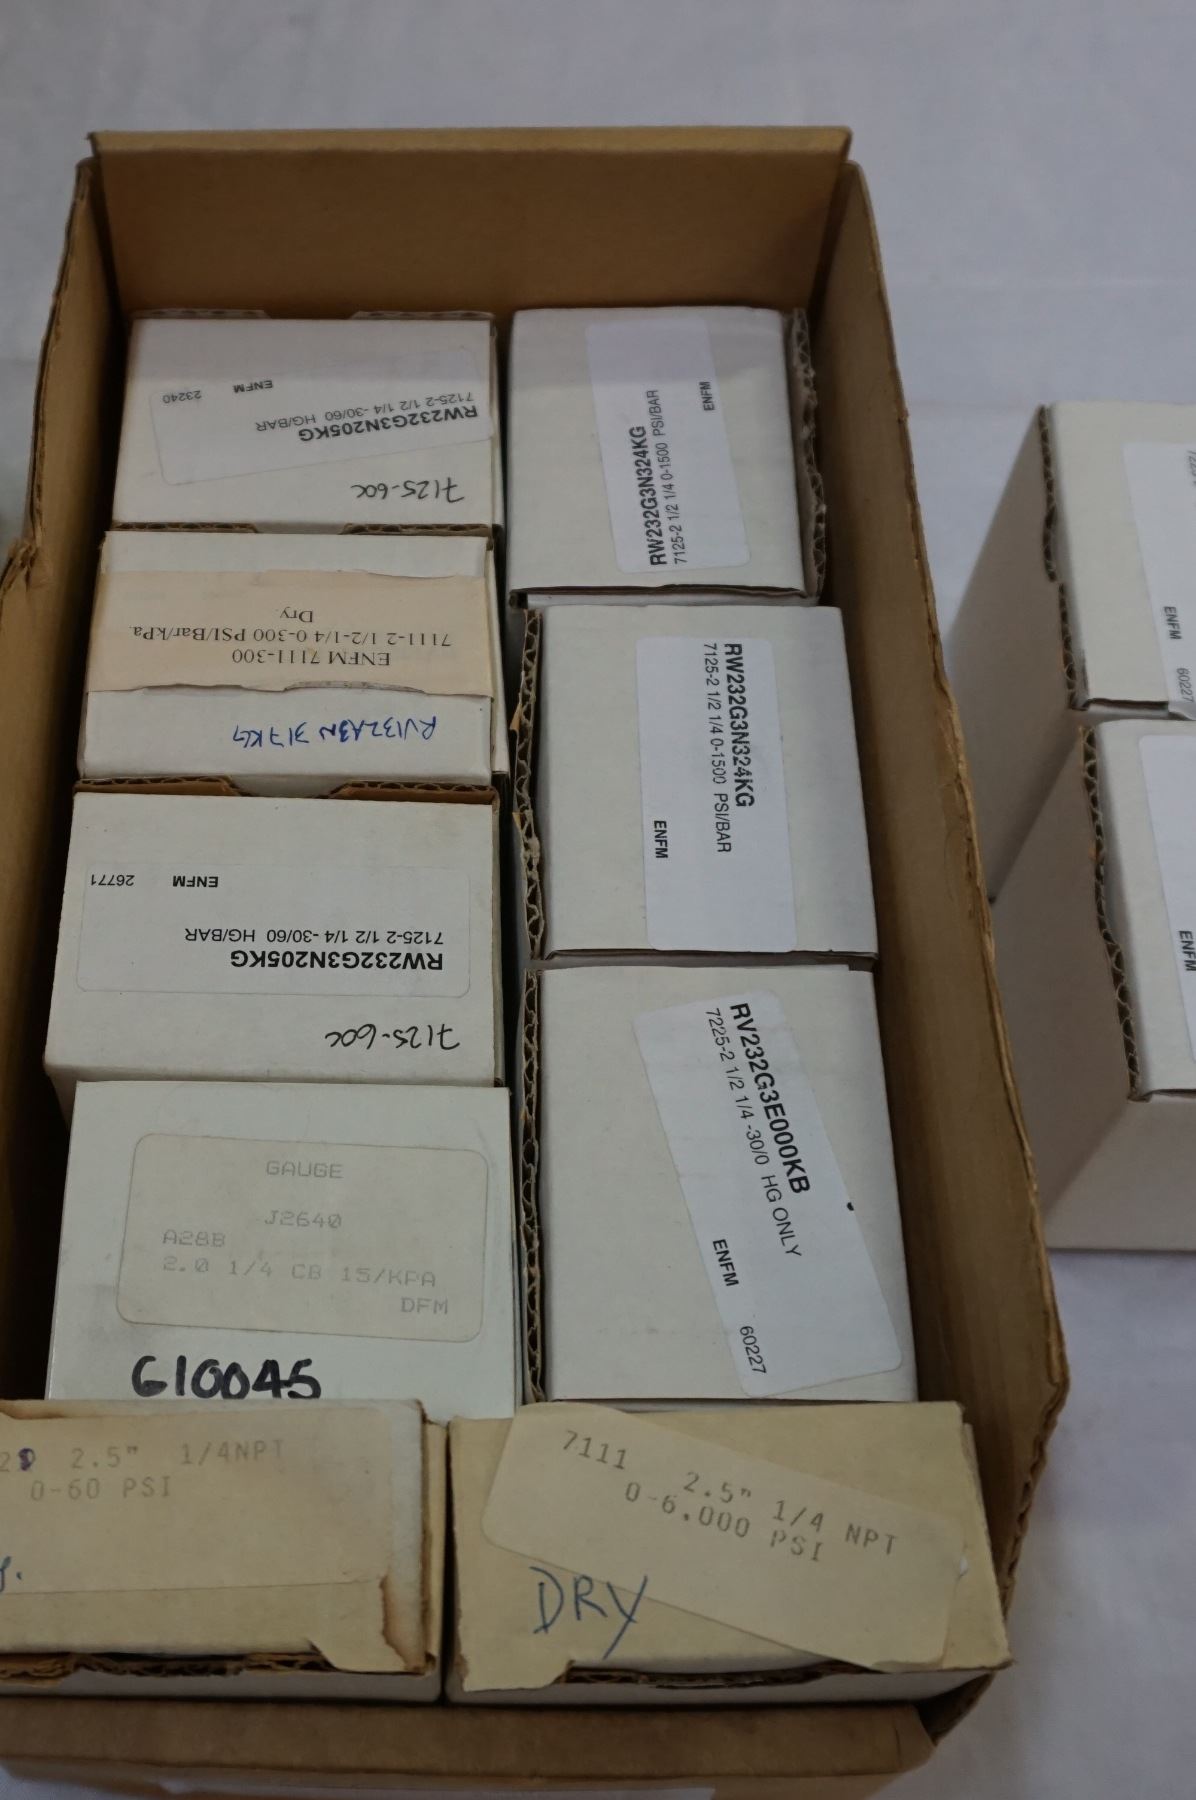 RW232G3N205KG
7125-2 1/2 1/4 -30/60 HG/BAR
ENFM 23240
7125-60C
ENFM 7111-300
7111-2 1/2-1/4 0-300 PSI/Bar/kPa.
Dry.
RV132A3N 317KG
RW232G3N205KG
7125-2 1/2 1/4 -30/60 HG/BAR
ENFM 26771
7125-60C
GAUGE
J2640
A28B
2.0 1/4 CB 15/KPA
DFM
610045
2.5" 1/4NPT
0-60 PSI
RW232G3N324KG
7125-2 1/2 1/4 0-1500 PSI/BAR
ENFM
RW232G3N324KG
7125-2 1/2 1/4 0-1500 PSI/BAR
ENFM
RV232G3E000KB
7225-2 1/2 1/4 -30/0 HG ONLY
ENFM 60227
7111 2.5" 1/4 NPT
0-6.000 PSI
DRY
ENFM 60227
ENFM